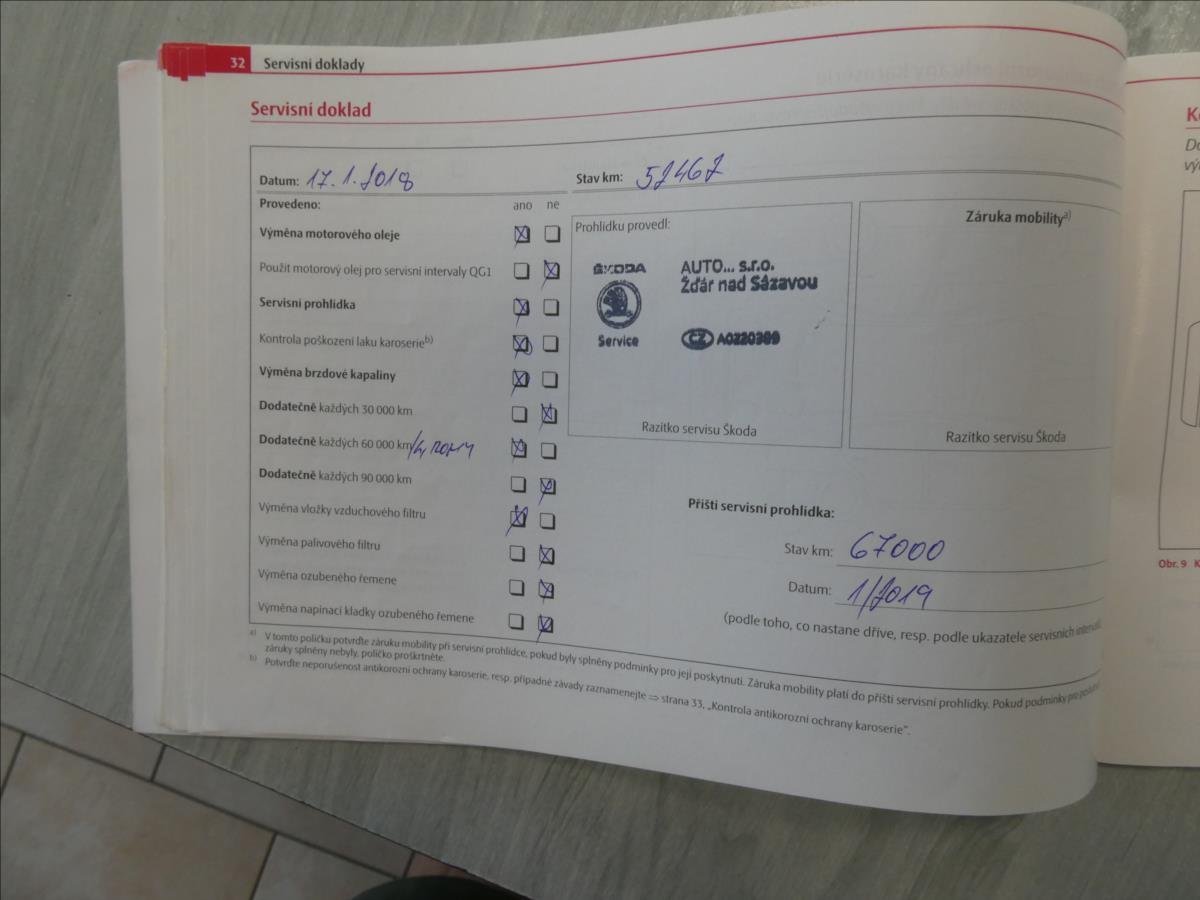 32 Servisní doklady
Servisní doklad
Datum: 17.1.2018 Stav km: 52462
Provedeno: ano ne
Výměna motorového oleje
Použit motorový olej pro servisní intervaly QG1
Servisní prohlídka
Kontrola poškození laku karoserieb)
Výměna brzdové kapaliny
Dodatečně každých 30 000 km
Dodatečně každých 60 000 km/4 ROKY
Dodatečně každých 90 000 km
Výměna vložky vzduchového filtru
Výměna palivového filtru
Výměna ozubeného řemene
Výměna napínací kladky ozubeného řemene
Prohlídku provedl:
ŠKODA
Service
AUTO... s.r.o.
Žďár nad Sázavou
CZ A0220399
Razítko servisu Škoda
Záruka mobilitya)
Razítko servisu Škoda
Příští servisní prohlídka:
Stav km: 67000
Datum: 1/2019
(podle toho, co nastane dříve, resp. podle ukazatele servisních
a) V tomto políčku potvrďte záruku mobility při servisní prohlídce, pokud byly splněny podmínky pro její poskytnutí. Záruka mobility platí do příští servisní prohlídky. Pokud podmínky pro
záruky splněny nebyly, políčko proškrtněte.
b) Potvrďte neporušenost antikorozní ochrany karoserie, resp. případné závady zaznamenejte ⇒ strana 33, „Kontrola antikorozní ochrany karoserie“.
Obr. 9